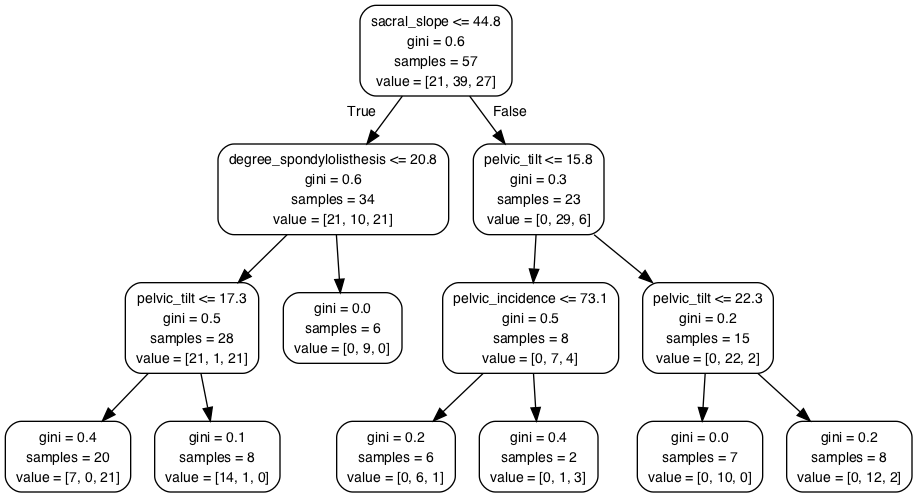 sacral_slope <= 44.8
gini = 0.6
samples = 57
value = [21, 39, 27]
True
False
degree_spondylolisthesis <= 20.8
gini = 0.6
samples = 34
value = [21, 10, 21]
pelvic_tilt <= 15.8
gini = 0.3
samples = 23
value = [0, 29, 6]
pelvic_tilt <= 17.3
gini = 0.5
samples = 28
value = [21, 1, 21]
gini = 0.0
samples = 6
value = [0, 9, 0]
pelvic_incidence <= 73.1
gini = 0.5
samples = 8
value = [0, 7, 4]
pelvic_tilt <= 22.3
gini = 0.2
samples = 15
value = [0, 22, 2]
gini = 0.4
samples = 20
value = [7, 0, 21]
gini = 0.1
samples = 8
value = [14, 1, 0]
gini = 0.2
samples = 6
value = [0, 6, 1]
gini = 0.4
samples = 2
value = [0, 1, 3]
gini = 0.0
samples = 7
value = [0, 10, 0]
gini = 0.2
samples = 8
value = [0, 12, 2]